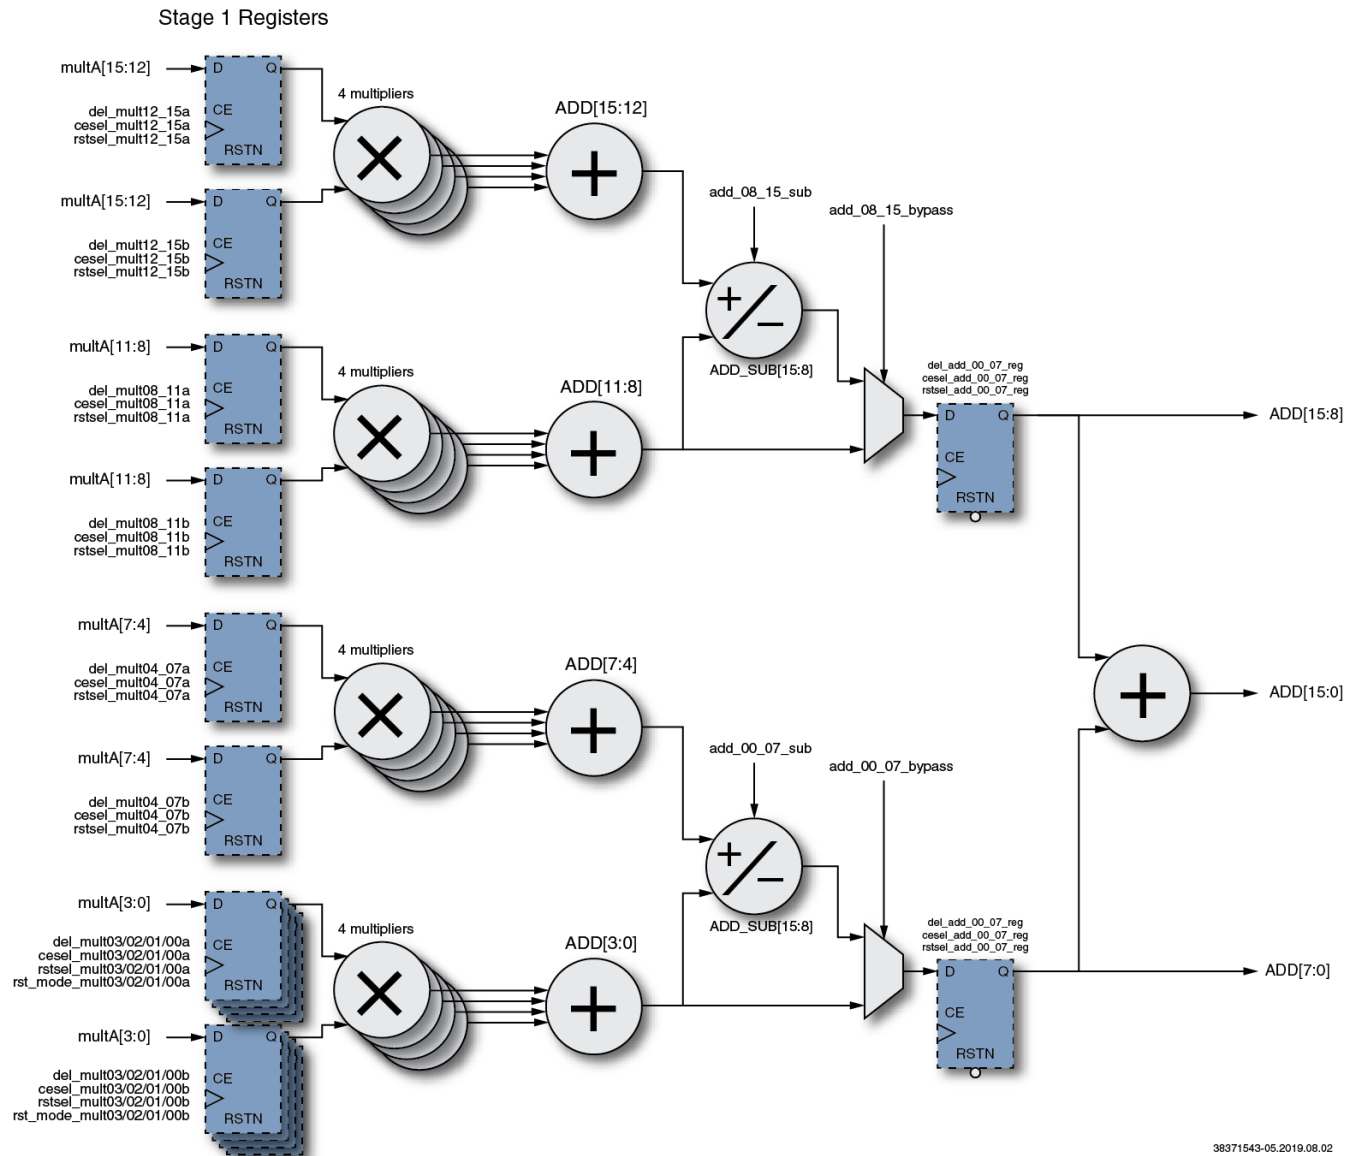 Stage 1 Registers
multA[15:12]
D Q
del_mult12_15a
cesel_mult12_15a
rstsel_mult12_15a
CE
RSTN
4 multipliers
ADD[15:12]
multA[15:12]
D Q
del_mult12_15b
cesel_mult12_15b
rstsel_mult12_15b
CE
RSTN
add_08_15_sub
add_08_15_bypass
ADD_SUB[15:8]
multA[11:8]
D Q
del_mult08_11a
cesel_mult08_11a
rstsel_mult08_11a
CE
RSTN
4 multipliers
ADD[11:8]
multA[11:8]
D Q
del_mult08_11b
cesel_mult08_11b
rstsel_mult08_11b
CE
RSTN
del_add_00_07_reg
cesel_add_00_07_reg
rstsel_add_00_07_reg
D Q
CE
RSTN
ADD[15:8]
multA[7:4]
D Q
del_mult04_07a
cesel_mult04_07a
rstsel_mult04_07a
CE
RSTN
4 multipliers
ADD[7:4]
ADD[15:0]
multA[7:4]
D Q
del_mult04_07b
cesel_mult04_07b
rstsel_mult04_07b
CE
RSTN
add_00_07_sub
add_00_07_bypass
ADD_SUB[15:8]
multA[3:0]
D Q
del_mult03/02/01/00a
cesel_mult03/02/01/00a
rstsel_mult03/02/01/00a
rst_mode_mult03/02/01/00a
CE
RSTN
4 multipliers
ADD[3:0]
del_add_00_07_reg
cesel_add_00_07_reg
rstsel_add_00_07_reg
D Q
CE
RSTN
ADD[7:0]
multA[3:0]
D Q
del_mult03/02/01/00b
cesel_mult03/02/01/00b
rstsel_mult03/02/01/00b
rst_mode_mult03/02/01/00b
CE
RSTN
38371543-05.2019.08.02